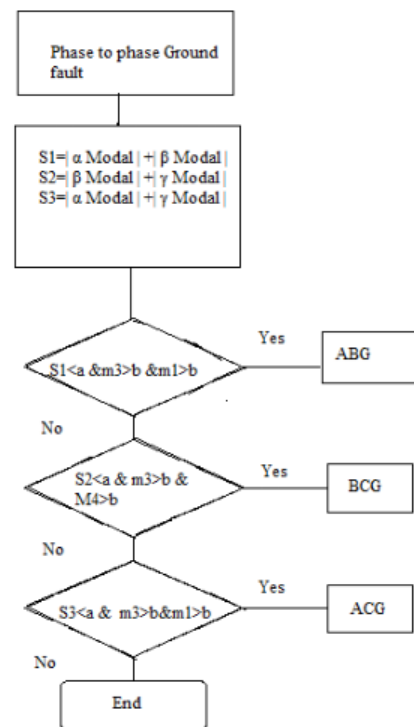 Phase to phase Ground
fault
S1=| α Modal | +| β Modal |
S2=| β Modal | +| γ Modal |
S3=| α Modal | +| γ Modal |
Yes
S1<a &m3>b &m1>b
ABG
No
Yes
S2<a & m3>b &
M4>b
BCG
No
Yes
S3<a & m3>b&m1>b
ACG
No
End